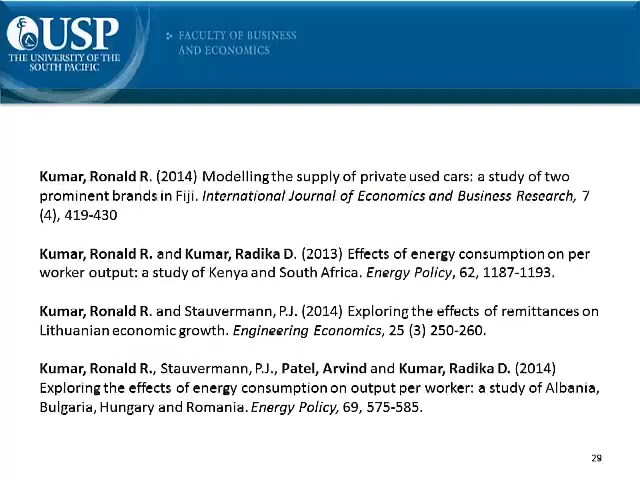 USP
THE UNIVERSITY OF THE
SOUTH PACIFIC
FACULTY OF BUSINESS
AND ECONOMICS
Kumar, Ronald R. (2014) Modelling the supply of private used cars: a study of two
prominent brands in Fiji. International Journal of Economics and Business Research, 7
(4), 419-430
Kumar, Ronald R. and Kumar, Radika D. (2013) Effects of energy consumption on per
worker output: a study of Kenya and South Africa. Energy Policy, 62, 1187-1193.
Kumar, Ronald R. and Stauvermann, P.J. (2014) Exploring the effects of remittances on
Lithuanian economic growth. Engineering Economics, 25 (3) 250-260.
Kumar, Ronald R., Stauvermann, P.J., Patel, Arvind and Kumar, Radika D. (2014)
Exploring the effects of energy consumption on output per worker: a study of Albania,
Bulgaria, Hungary and Romania. Energy Policy, 69, 575-585.
29